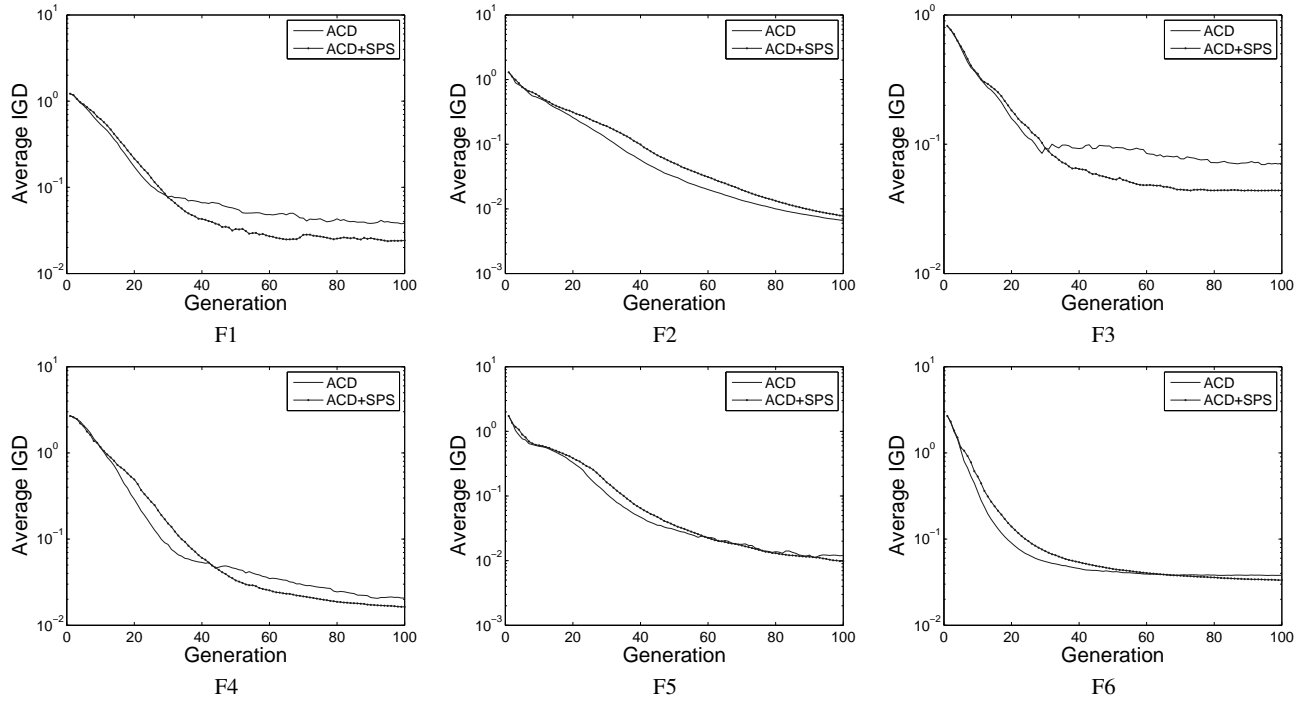 10^1
10^0
10^-1
10^-2
Average IGD
0 20 40 60 80 100
Generation
ACD
ACD+SPS
F1
10^1
10^0
10^-1
10^-2
10^-3
Average IGD
0 20 40 60 80 100
Generation
ACD
ACD+SPS
F2
10^0
10^-1
10^-2
Average IGD
0 20 40 60 80 100
Generation
ACD
ACD+SPS
F3
10^1
10^0
10^-1
10^-2
Average IGD
0 20 40 60 80 100
Generation
ACD
ACD+SPS
F4
10^1
10^0
10^-1
10^-2
10^-3
Average IGD
0 20 40 60 80 100
Generation
ACD
ACD+SPS
F5
10^1
10^0
10^-1
10^-2
Average IGD
0 20 40 60 80 100
Generation
ACD
ACD+SPS
F6